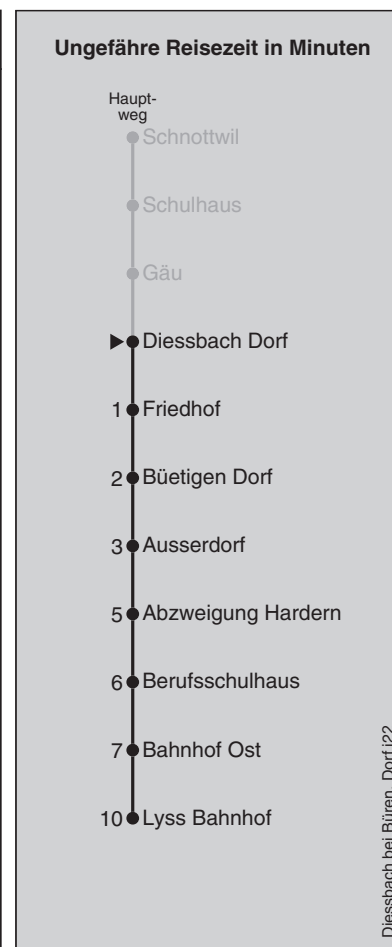 Ungefähre Reisezeit in Minuten
Haupt-
weg
Schnottwil
Schulhaus
Gäu
Diessbach Dorf
1 Friedhof
2 Büetigen Dorf
3 Ausserdorf
5 Abzweigung Hardern
6 Berufsschulhaus
7 Bahnhof Ost
10 Lyss Bahnhof
Diessbach bei Büren, Dorf j22